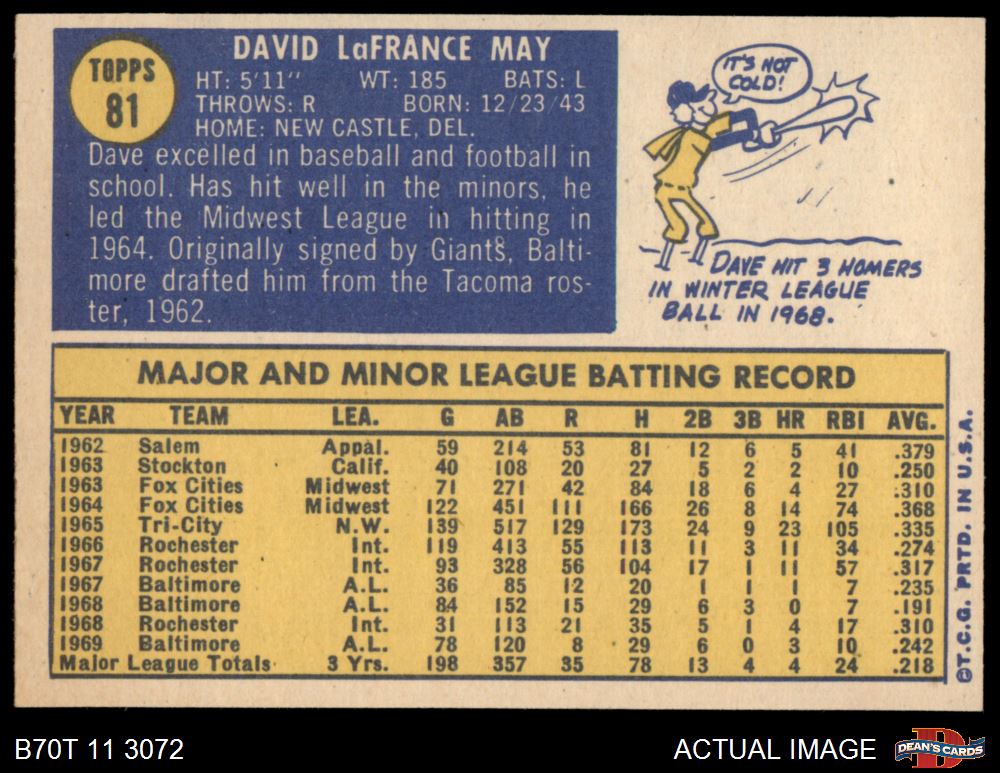 TOPPS
81
DAVID LaFRANCE MAY
HT: 5'11" WT: 185 BATS: L
THROWS: R BORN: 12/23/43
HOME: NEW CASTLE, DEL.
Dave excelled in baseball and football in
school. Has hit well in the minors, he
led the Midwest League in hitting in
1964. Originally signed by Giants, Balti-
more drafted him from the Tacoma ros-
ter, 1962.
IT'S HOT
COLD!
DAVE HIT 3 HOMERS
IN WINTER LEAGUE
BALL IN 1968.
MAJOR AND MINOR LEAGUE BATTING RECORD
YEAR TEAM LEA. G AB R H 2B 3B HR RBI AVG.
1962 Salem Appal. 59 214 53 81 12 6 5 41 .379
1963 Stockton Calif. 40 108 20 27 5 2 2 10 .250
1963 Fox Cities Midwest 71 271 42 84 18 6 4 27 .310
1964 Fox Cities Midwest 122 451 111 166 26 8 14 74 .368
1965 Tri-City N.W. 139 517 129 173 24 9 23 105 .335
1966 Rochester Int. 119 413 55 113 11 3 11 34 .274
1967 Rochester Int. 93 328 56 104 17 1 11 57 .317
1967 Baltimore A.L. 36 85 12 20 1 1 1 7 .235
1968 Baltimore A.L. 84 152 15 29 6 3 0 7 .191
1968 Rochester Int. 31 113 21 35 5 1 4 17 .310
1969 Baltimore A.L. 78 120 8 29 6 0 3 10 .242
Major League Totals 3 Yrs. 198 357 35 78 13 4 4 24 .218
©T.C.G. PRTD. IN U.S.A.
B70T 11 3072
ACTUAL IMAGE
DEAN'S CARDS